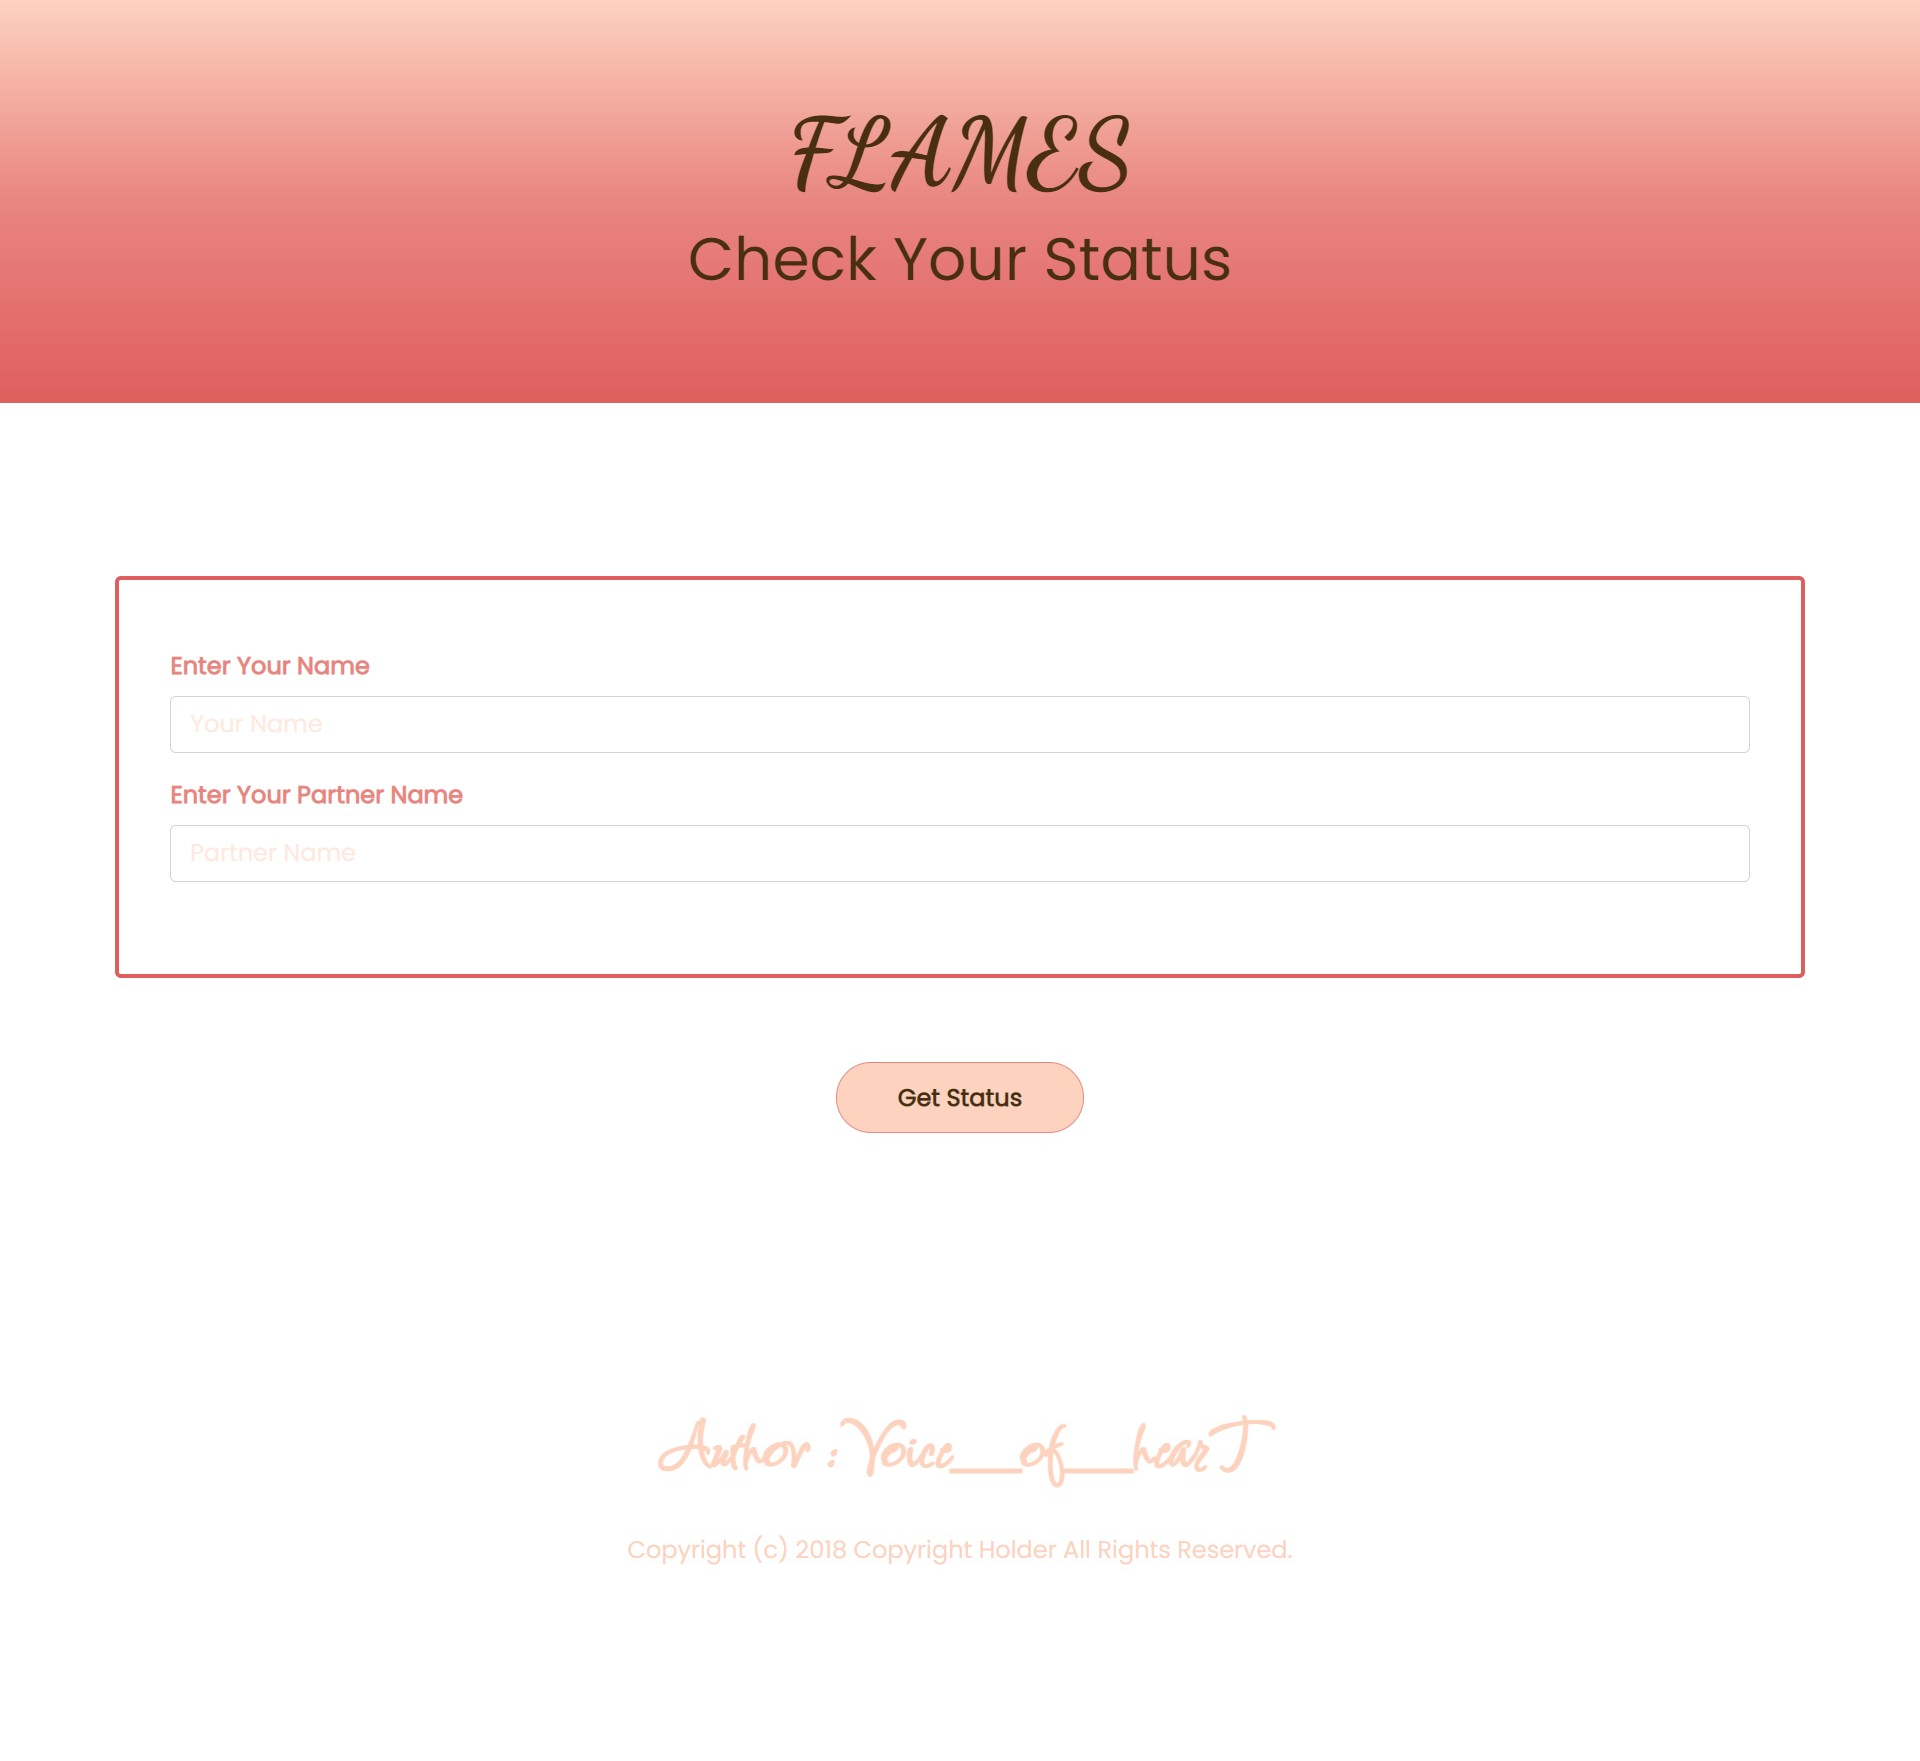 FLAMES
Check Your Status
Enter Your Name
Your Name
Enter Your Partner Name
Partner Name
Get Status
Author : Voice__of__hearT
Copyright (c) 2018 Copyright Holder All Rights Reserved.